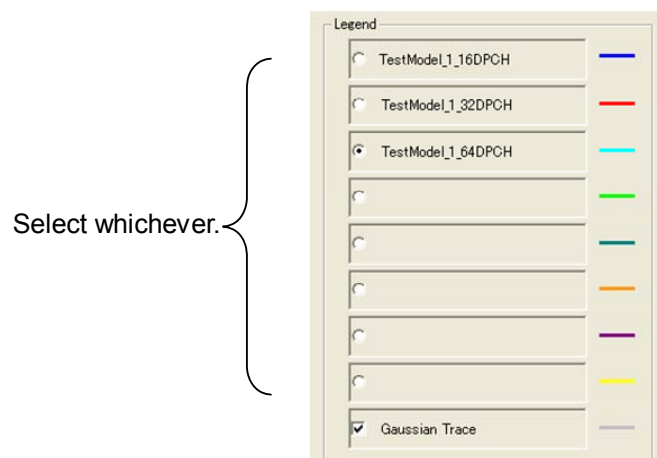 Legend
TestModel_1_16DPCH
TestModel_1_32DPCH
TestModel_1_64DPCH
Select whichever.
Gaussian Trace